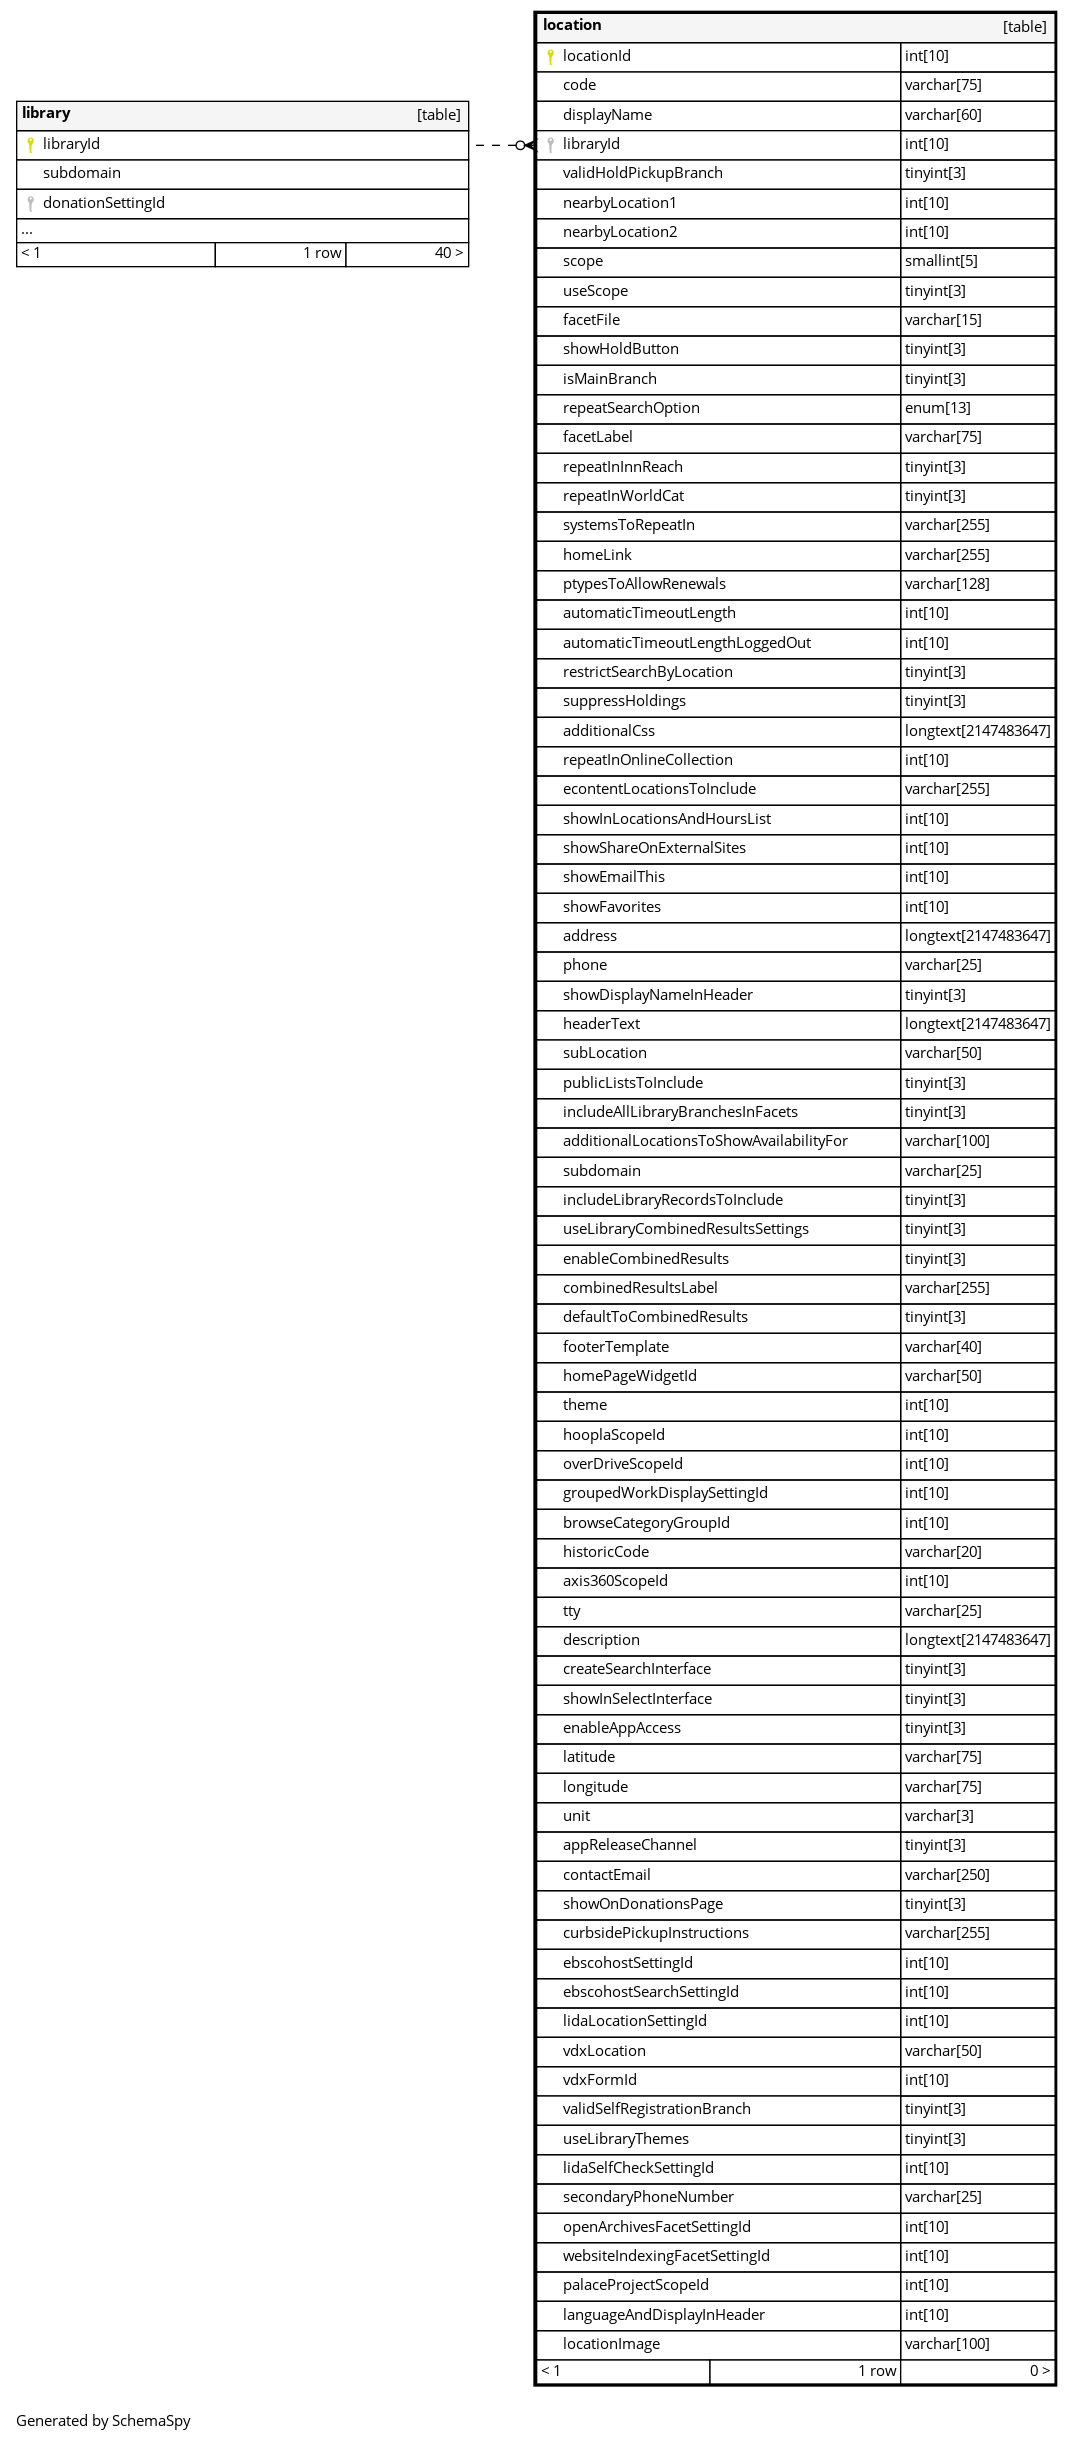 library [table]
libraryId
subdomain
donationSettingId
...
< 1 1 row 40 >
location [table]
locationId int[10]
code varchar[75]
displayName varchar[60]
libraryId int[10]
validHoldPickupBranch tinyint[3]
nearbyLocation1 int[10]
nearbyLocation2 int[10]
scope smallint[5]
useScope tinyint[3]
facetFile varchar[15]
showHoldButton tinyint[3]
isMainBranch tinyint[3]
repeatSearchOption enum[13]
facetLabel varchar[75]
repeatInInnReach tinyint[3]
repeatInWorldCat tinyint[3]
systemsToRepeatIn varchar[255]
homeLink varchar[255]
ptypesToAllowRenewals varchar[128]
automaticTimeoutLength int[10]
automaticTimeoutLengthLoggedOut int[10]
restrictSearchByLocation tinyint[3]
suppressHoldings tinyint[3]
additionalCss longtext[2147483647]
repeatInOnlineCollection int[10]
econtentLocationsToInclude varchar[255]
showInLocationsAndHoursList int[10]
showShareOnExternalSites int[10]
showEmailThis int[10]
showFavorites int[10]
address longtext[2147483647]
phone varchar[25]
showDisplayNameInHeader tinyint[3]
headerText longtext[2147483647]
subLocation varchar[50]
publicListsToInclude tinyint[3]
includeAllLibraryBranchesInFacets tinyint[3]
additionalLocationsToShowAvailabilityFor varchar[100]
subdomain varchar[25]
includeLibraryRecordsToInclude tinyint[3]
useLibraryCombinedResultsSettings tinyint[3]
enableCombinedResults tinyint[3]
combinedResultsLabel varchar[255]
defaultToCombinedResults tinyint[3]
footerTemplate varchar[40]
homePageWidgetId varchar[50]
theme int[10]
hooplaScopeId int[10]
overDriveScopeId int[10]
groupedWorkDisplaySettingId int[10]
browseCategoryGroupId int[10]
historicCode varchar[20]
axis360ScopeId int[10]
tty varchar[25]
description longtext[2147483647]
createSearchInterface tinyint[3]
showInSelectInterface tinyint[3]
enableAppAccess tinyint[3]
latitude varchar[75]
longitude varchar[75]
unit varchar[3]
appReleaseChannel tinyint[3]
contactEmail varchar[250]
showOnDonationsPage tinyint[3]
curbsidePickupInstructions varchar[255]
ebscohostSettingId int[10]
ebscohostSearchSettingId int[10]
lidaLocationSettingId int[10]
vdxLocation varchar[50]
vdxFormId int[10]
validSelfRegistrationBranch tinyint[3]
useLibraryThemes tinyint[3]
lidaSelfCheckSettingId int[10]
secondaryPhoneNumber varchar[25]
openArchivesFacetSettingId int[10]
websiteIndexingFacetSettingId int[10]
palaceProjectScopeId int[10]
languageAndDisplayInHeader int[10]
locationImage varchar[100]
< 1 1 row 0 >
Generated by SchemaSpy